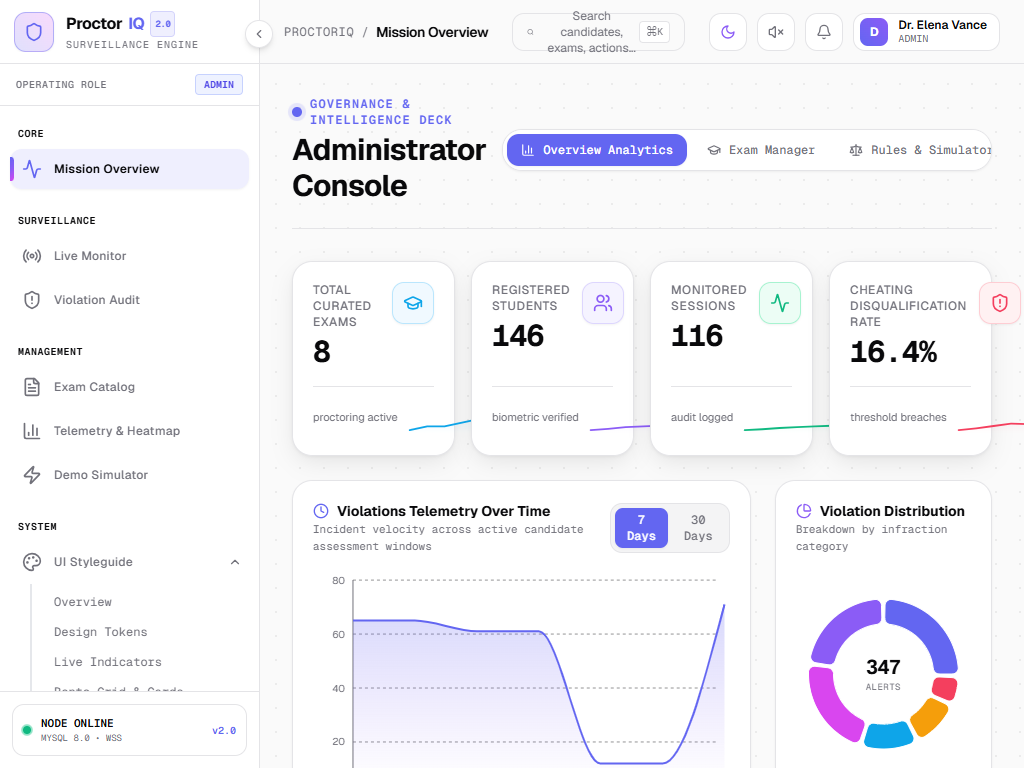 Proctor IQ 2.0
SURVEILLANCE ENGINE
OPERATING ROLE
ADMIN
CORE
Mission Overview
SURVEILLANCE
Live Monitor
Violation Audit
MANAGEMENT
Exam Catalog
Telemetry & Heatmap
Demo Simulator
SYSTEM
UI Styleguide
Overview
Design Tokens
Live Indicators
Bento Grid & Cards
NODE ONLINE
MYSQL 8.0 • WSS
v2.0
PROCTORIQ / Mission Overview
Search
candidates,
exams, actions…
⌘K
D
Dr. Elena Vance
ADMIN
GOVERNANCE &
INTELLIGENCE DECK
Administrator
Console
Overview Analytics
Exam Manager
Rules & Simulator
TOTAL
CURATED
EXAMS
8
proctoring active
REGISTERED
STUDENTS
146
biometric verified
MONITORED
SESSIONS
116
audit logged
CHEATING
DISQUALIFICATION
RATE
16.4%
threshold breaches
Violations Telemetry Over Time
Incident velocity across active candidate
assessment windows
7
Days
30
Days
80
60
40
20
Violation Distribution
Breakdown by infraction
category
347
ALERTS